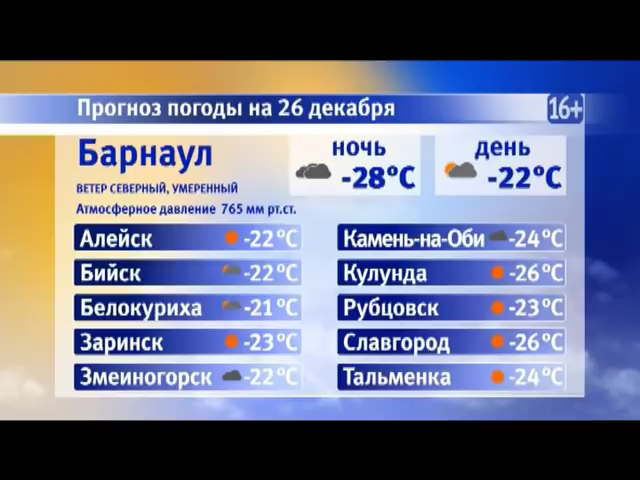 Прогноз погоды на 26 декабря
16+
Барнаул
ночь
-28°C
день
-22°C
ВЕТЕР СЕВЕРНЫЙ, УМЕРЕННЫЙ
Атмосферное давление 765 мм рт.ст.
Алейск -22°C
Бийск -22°C
Белокуриха -21°C
Заринск -23°C
Змеиногорск -22°C
Камень-на-Оби -24°C
Кулунда -26°C
Рубцовск -23°C
Славгород -26°C
Тальменка -24°C